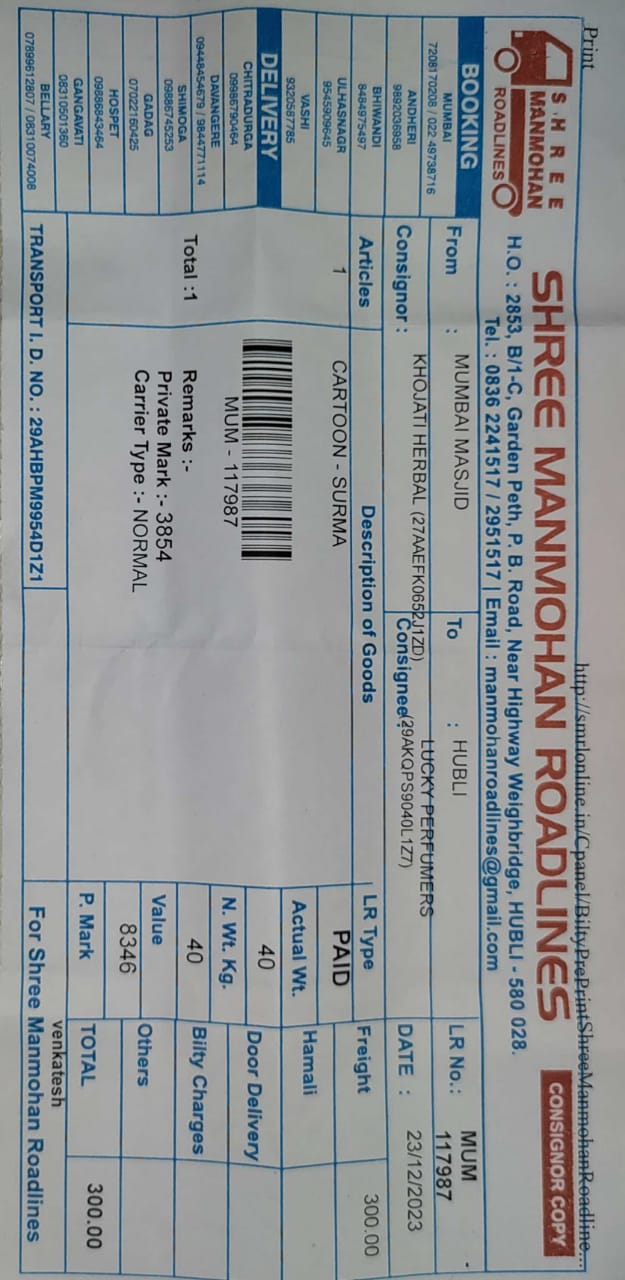 Print
http://smrlonline.in/Cpanel/BiltyPrePrintShreeManmohanRoadline...
SHREE
MANMOHAN
ROADLINES
SHREE MANMOHAN ROADLINES
CONSIGNOR COPY
H.O. : 2853, B/1-C, Garden Peth, P. B. Road, Near Highway Weighbridge, HUBLI - 580 028.
Tel. : 0836 2241517 / 2951517 | Email : manmohanroadlines@gmail.com
BOOKING
MUMBAI
7208170208 / 022 49738716
ANDHERI
9892036958
BHIWANDI
8484975497
ULHASNAGR
9545909645
VASHI
9320587785
DELIVERY
CHITRADURGA
09986790464
DAVANGERE
09448454679 / 9844771114
SHIMOGA
09886745253
GADAG
07022160425
HOSPET
09886843464
GANGAVATI
08310501360
BELLARY
07899612807 / 08310074008
From : MUMBAI MASJID
To : HUBLI
LR No.: MUM 117987 -
Consignor : KHOJATI HERBAL (27AAEFK0652J1ZD)
Consignee : LUCKY PERFUMERS
(29AKQPS9040L1Z7)
DATE : 23/12/2023
Articles Description of Goods LR Type Freight 300.00
1 CARTOON - SURMA PAID
Actual Wt. Hamali
40
MUM - 117987
N. Wt. Kg. Door Delivery
40
Total :1 Remarks :-
Private Mark :- 3854
Carrier Type :- NORMAL
Bilty Charges
Value Others
8346
P. Mark TOTAL 300.00
TRANSPORT I. D. NO. : 29AHBPM9954D1Z1
venkatesh
For Shree Manmohan Roadlines